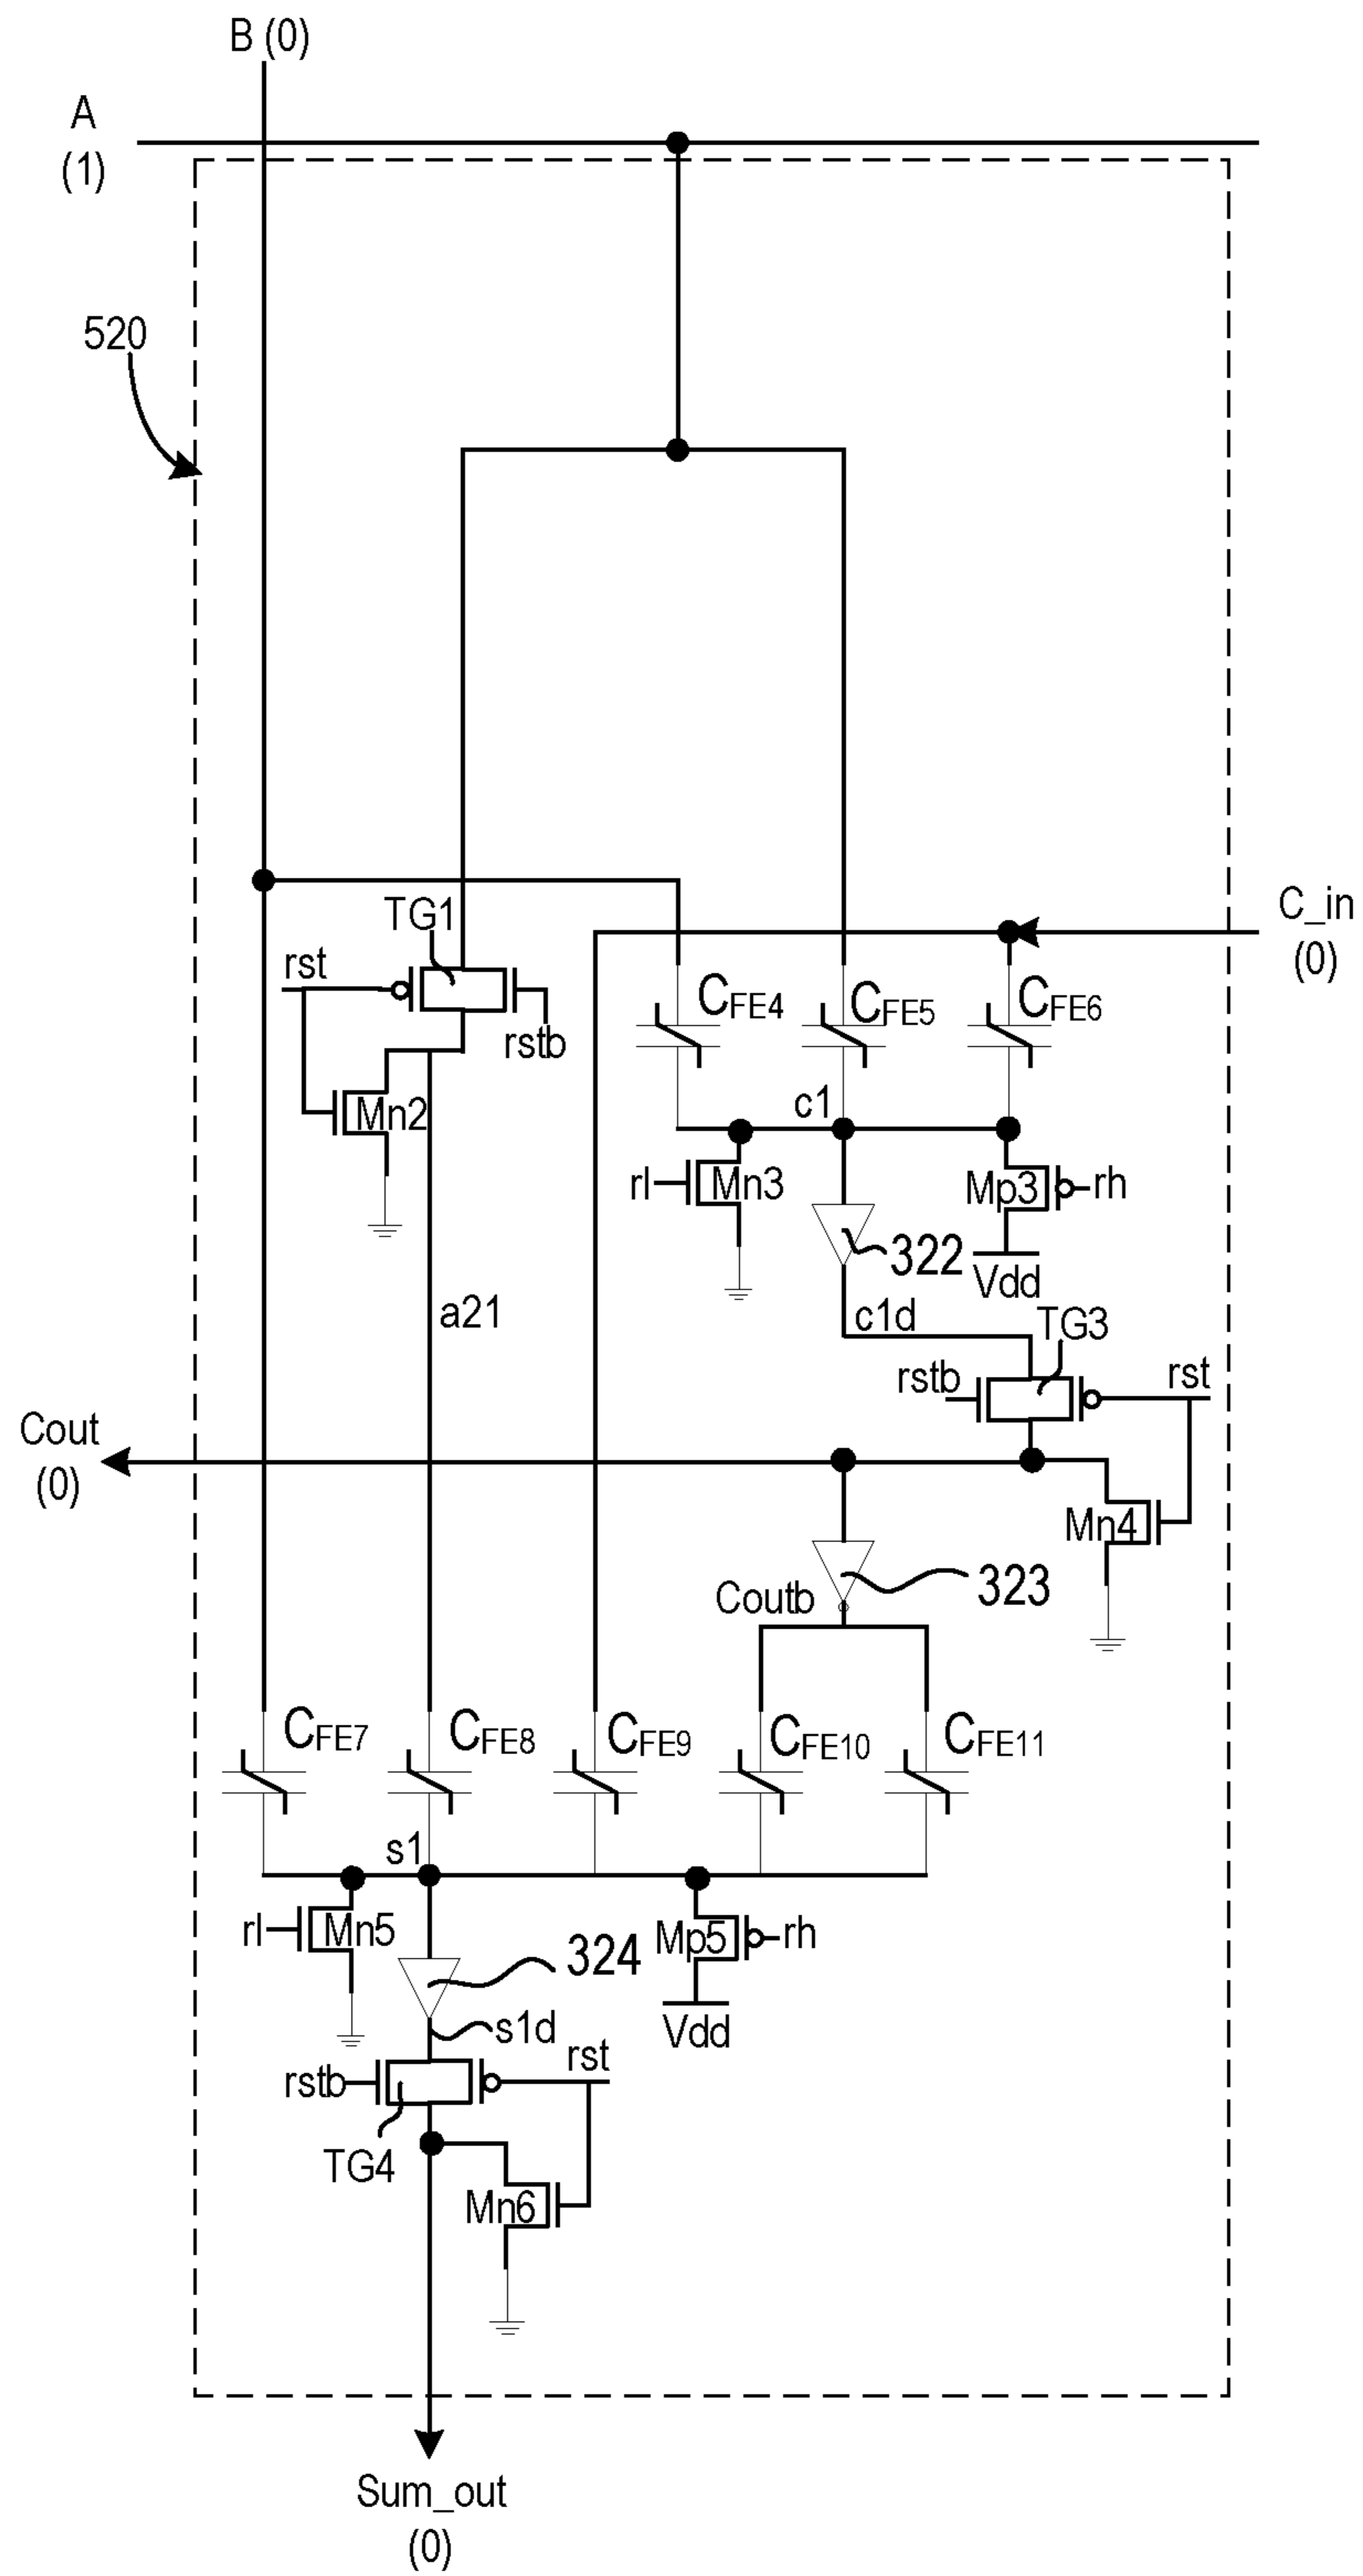 B (0)
A
(1)
520
TG1
rst
rstb
Mn2
C_in
(0)
CFE4
CFE5
CFE6
c1
rl
Mn3
Mp3
rh
322
Vdd
a21
c1d
TG3
rstb
rst
Cout
(0)
Mn4
323
Coutb
CFE7
CFE8
CFE9
CFE10
CFE11
s1
rl
Mn5
324
Mp5
rh
Vdd
s1d
rstb
rst
TG4
Mn6
Sum_out
(0)